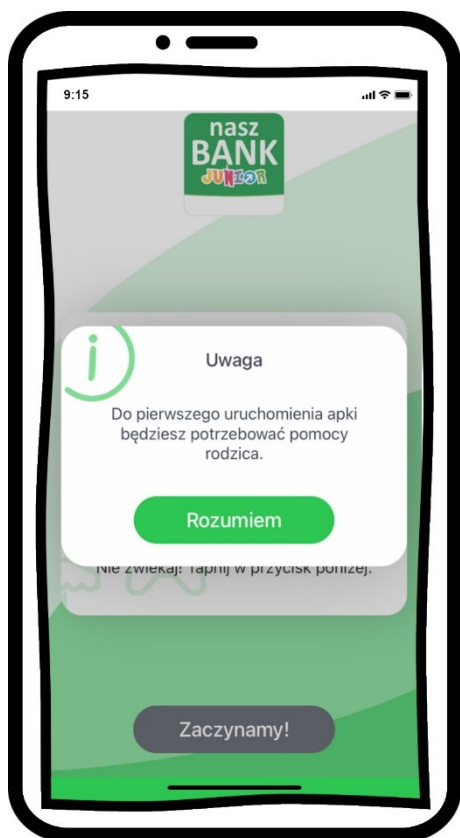 9:15
nasz
BANK
JUNIOR
Uwaga
Do pierwszego uruchomienia apki
będziesz potrzebować pomocy
rodzica.
Rozumiem
Nie zwlekaj! Tapnij w przycisk poniżej.
Zaczynamy!